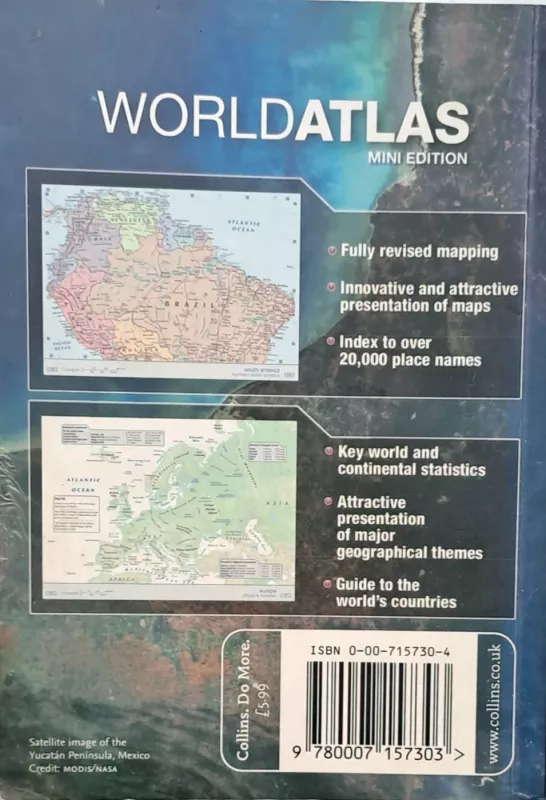 WORLDATLAS
MINI EDITION
ATLANTIC
OCEAN
BRAZIL
Fully revised mapping
Innovative and attractive
presentation of maps
Index to over
20,000 place names
ATLANTIC
OCEAN
ASIA
AFRICA
Key world and
continental statistics
Attractive
presentation
of major
geographical themes
Guide to the
world's countries
Collins. Do More.
£5.99
ISBN 0-00-715730-4
9 780007 157303 >
www.collins.co.uk
Satellite image of the
Yucatán Peninsula, Mexico
Credit: MODIS/NASA